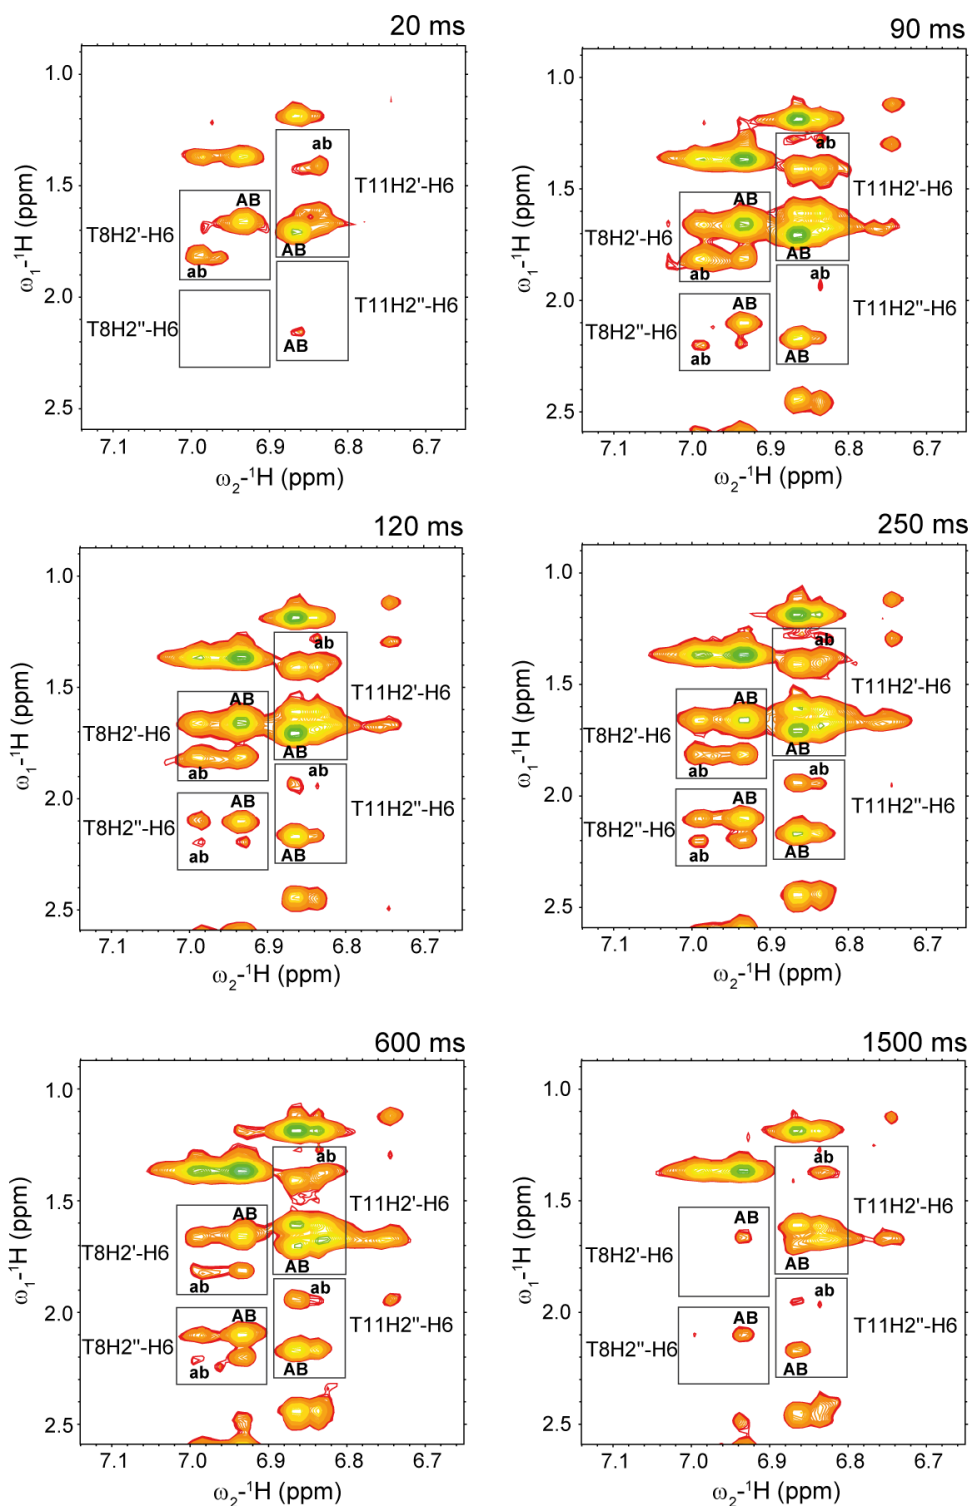 20 ms
1.0
1.5
2.0
2.5
ω1-1H (ppm)
ab
T11H2'-H6
AB
T8H2'-H6
ab
AB
T8H2"-H6
T11H2"-H6
AB
7.1 7.0 6.9 6.8 6.7
ω2-1H (ppm)
90 ms
1.0
1.5
2.0
2.5
ω1-1H (ppm)
ab
T11H2'-H6
AB
T8H2'-H6
AB
ab
ab
AB
T8H2"-H6
T11H2"-H6
ab
AB
7.1 7.0 6.9 6.8 6.7
ω2-1H (ppm)
120 ms
1.0
1.5
2.0
2.5
ω1-1H (ppm)
ab
T11H2'-H6
AB
T8H2'-H6
AB
ab
ab
AB
T8H2"-H6
T11H2"-H6
AB
ab
7.1 7.0 6.9 6.8 6.7
ω2-1H (ppm)
250 ms
1.0
1.5
2.0
2.5
ω1-1H (ppm)
ab
T11H2'-H6
AB
T8H2'-H6
AB
ab
ab
AB
T8H2"-H6
T11H2"-H6
AB
ab
7.1 7.0 6.9 6.8 6.7
ω2-1H (ppm)
600 ms
1.0
1.5
2.0
2.5
ω1-1H (ppm)
ab
T11H2'-H6
AB
T8H2'-H6
AB
ab
ab
AB
T8H2"-H6
T11H2"-H6
ab
AB
7.1 7.0 6.9 6.8 6.7
ω2-1H (ppm)
1500 ms
1.0
1.5
2.0
2.5
ω1-1H (ppm)
ab
T11H2'-H6
AB
T8H2'-H6
AB
ab
AB
T8H2"-H6
T11H2"-H6
AB
7.1 7.0 6.9 6.8 6.7
ω2-1H (ppm)